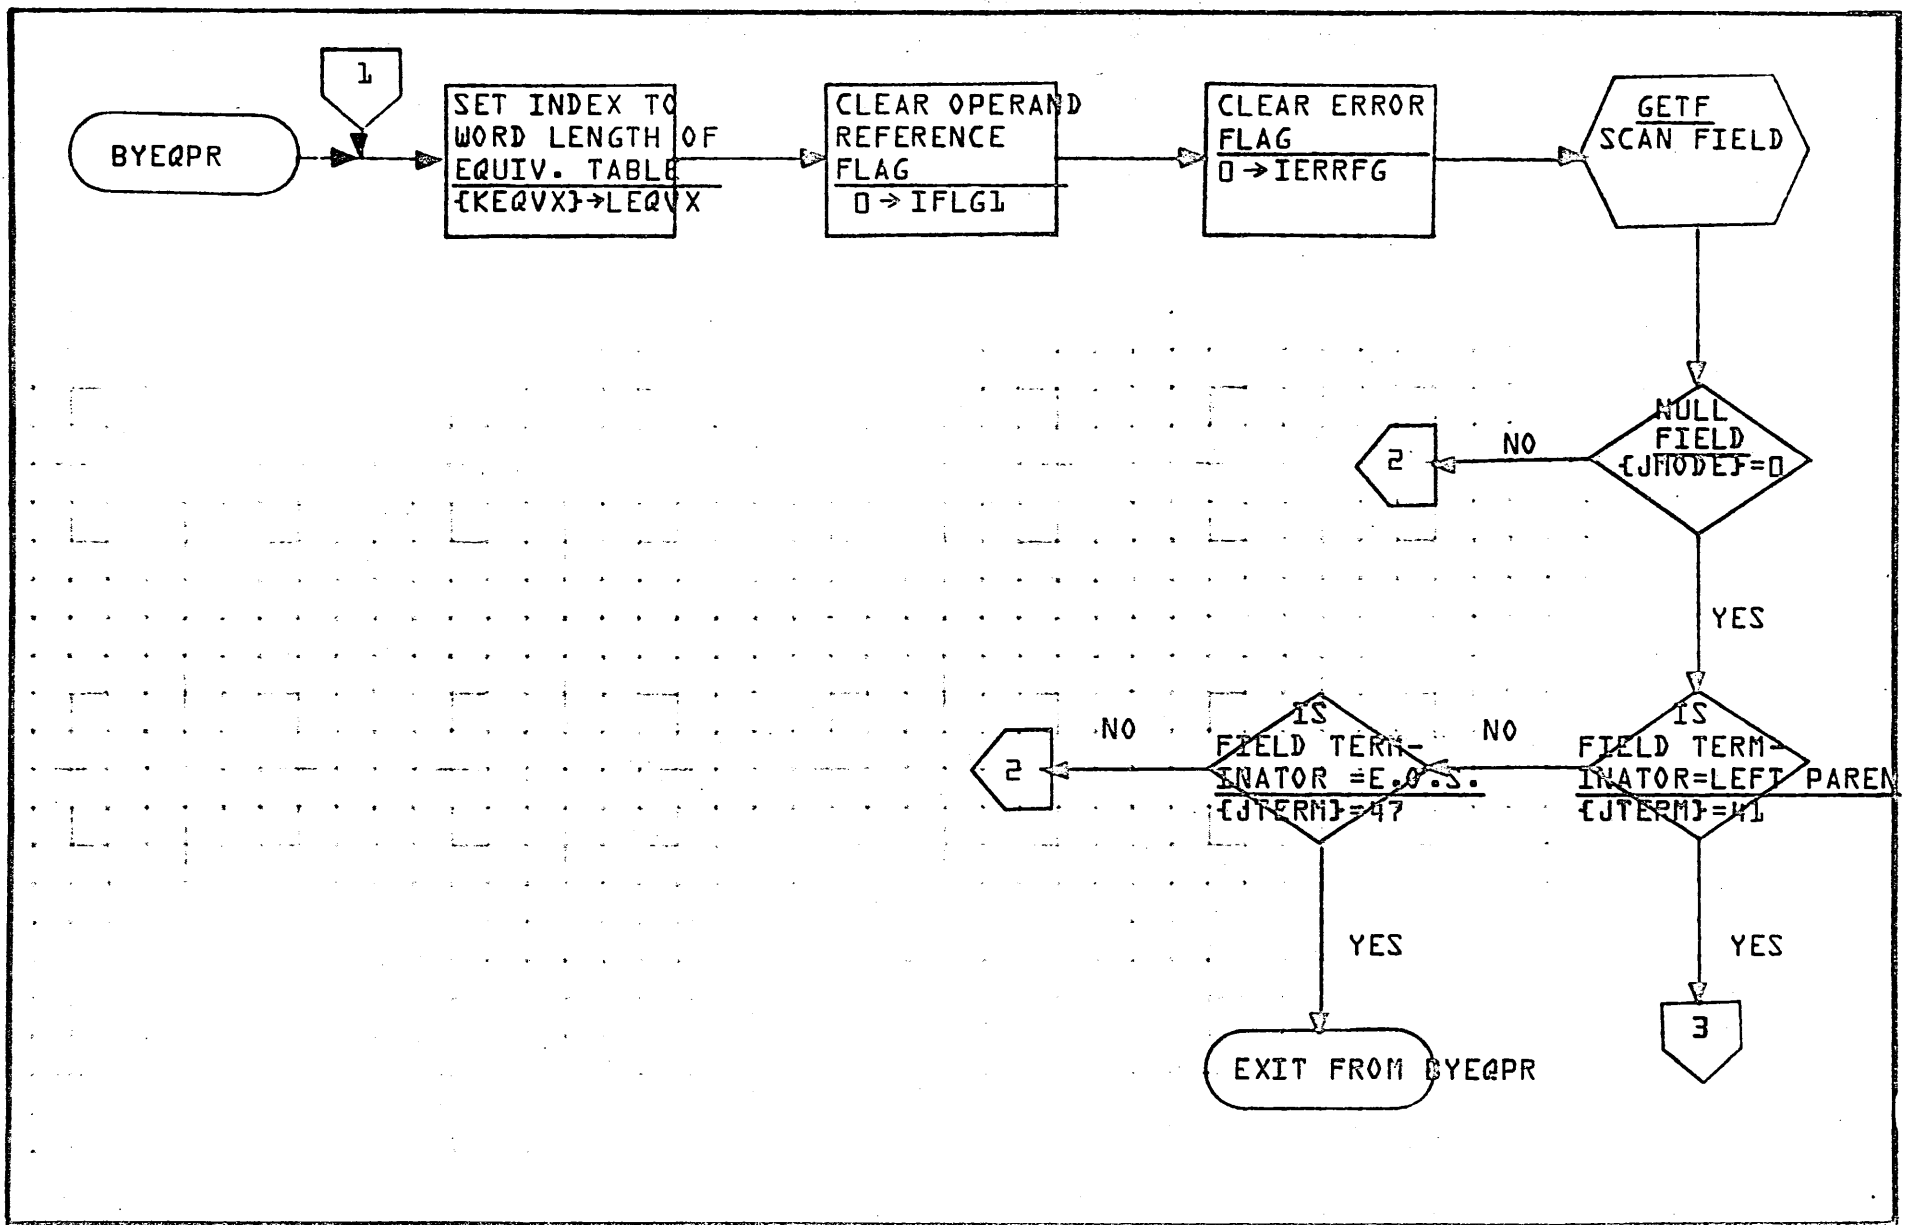 1
BYEQPR
SET INDEX TO
WORD LENGTH OF
EQUIV. TABLE
{KEQVX}→LEQVX
CLEAR OPERAND
REFERENCE
FLAG
0→IFLG1
CLEAR ERROR
FLAG
0→IERRFG
GETF
SCAN FIELD
NULL
FIELD
{JMODE}=0
NO
2
YES
IS
FIELD TERM-
INATOR=LEFT PAREN
{JTERM}=41
NO
IS
FIELD TERM-
INATOR =E.O.S.
{JTERM}=47
NO
2
YES
YES
EXIT FROM BYEQPR
3